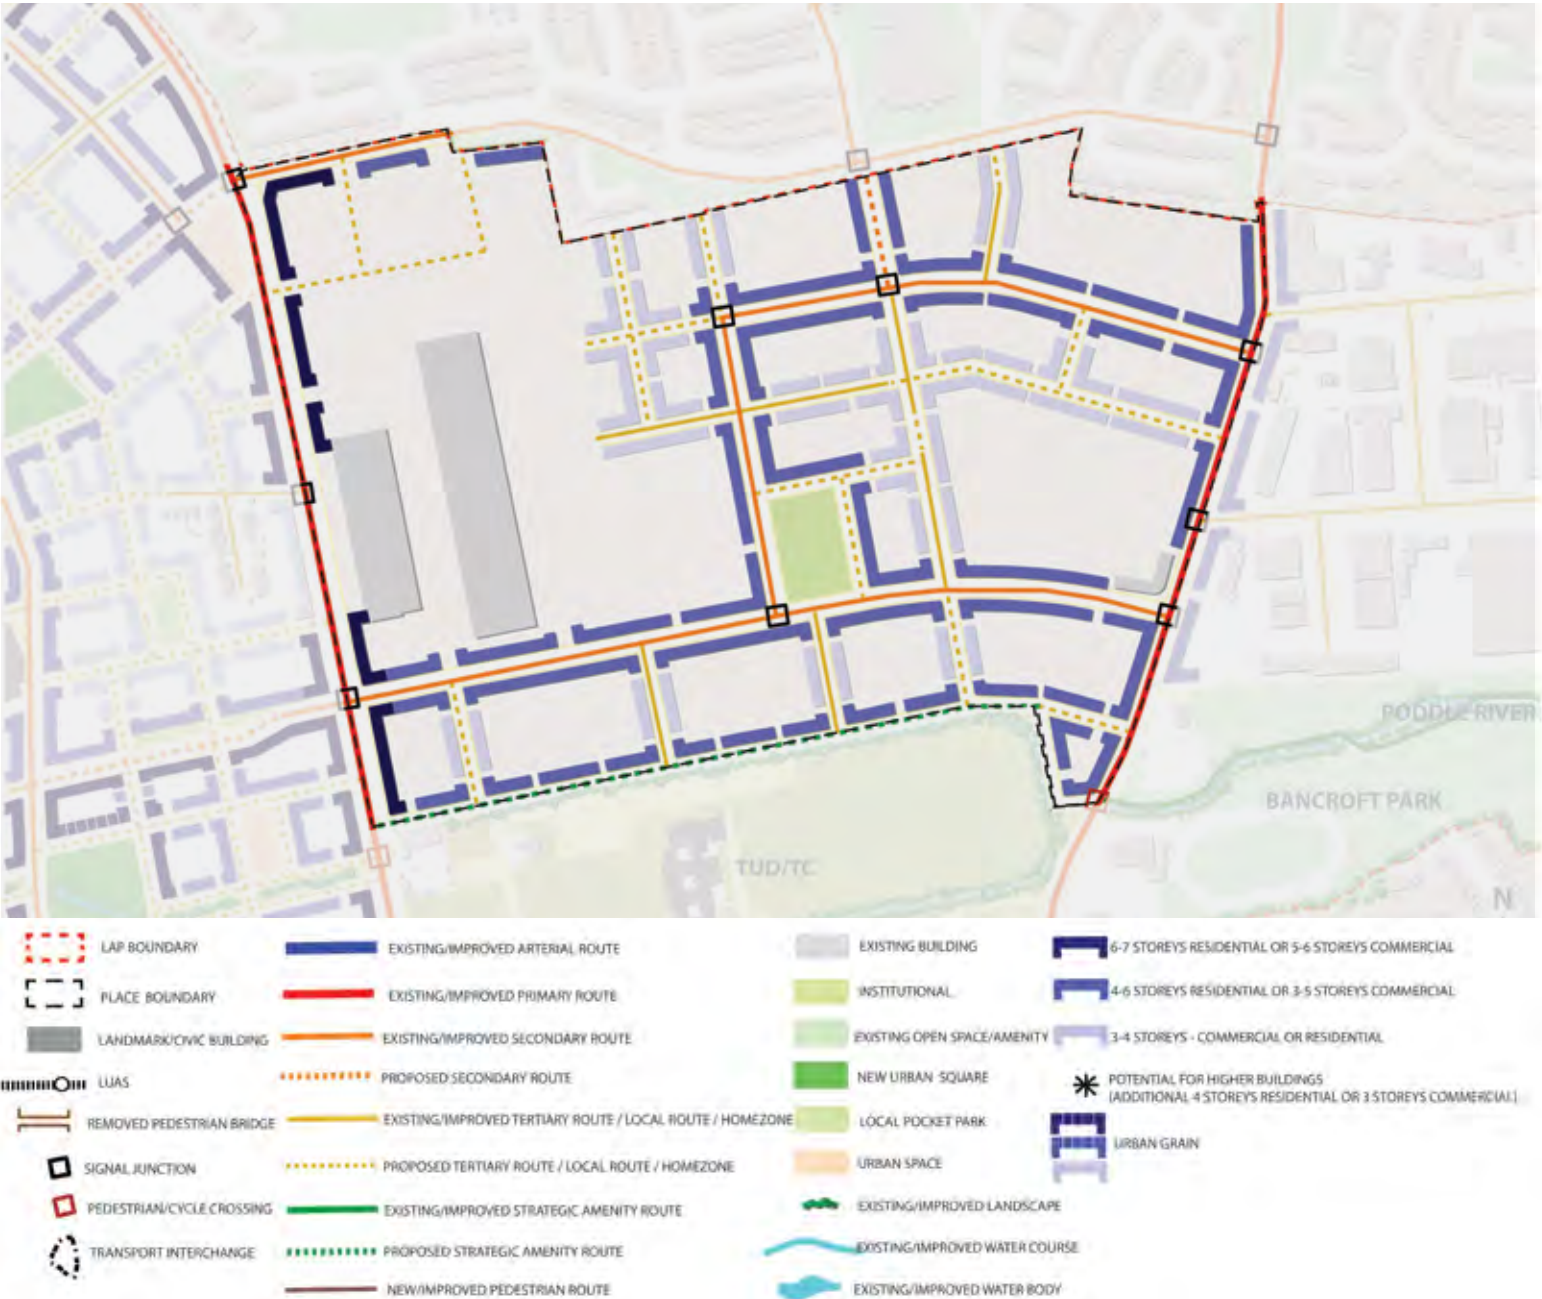 PODDLE RIVER
BANCROFT PARK
TUD/TC
N
LAP BOUNDARY
PLACE BOUNDARY
LANDMARK/CIVIC BUILDING
LUAS
REMOVED PEDESTRIAN BRIDGE
SIGNAL JUNCTION
PEDESTRIAN/CYCLE CROSSING
TRANSPORT INTERCHANGE
EXISTING/IMPROVED ARTERIAL ROUTE
EXISTING/IMPROVED PRIMARY ROUTE
EXISTING/IMPROVED SECONDARY ROUTE
PROPOSED SECONDARY ROUTE
EXISTING/IMPROVED TERTIARY ROUTE / LOCAL ROUTE / HOMEZONE
PROPOSED TERTIARY ROUTE / LOCAL ROUTE / HOMEZONE
EXISTING/IMPROVED STRATEGIC AMENITY ROUTE
PROPOSED STRATEGIC AMENITY ROUTE
NEW/IMPROVED PEDESTRIAN ROUTE
EXISTING BUILDING
INSTITUTIONAL
EXISTING OPEN SPACE/AMENITY
NEW URBAN SQUARE
LOCAL POCKET PARK
URBAN SPACE
EXISTING/IMPROVED LANDSCAPE
EXISTING/IMPROVED WATER COURSE
EXISTING/IMPROVED WATER BODY
6-7 STOREYS RESIDENTIAL OR 5-6 STOREYS COMMERCIAL
4-6 STOREYS RESIDENTIAL OR 3-5 STOREYS COMMERCIAL
3-4 STOREYS - COMMERCIAL OR RESIDENTIAL
POTENTIAL FOR HIGHER BUILDINGS
(ADDITIONAL 4 STOREYS RESIDENTIAL OR 3 STOREYS COMMERCIAL)
URBAN GRAIN